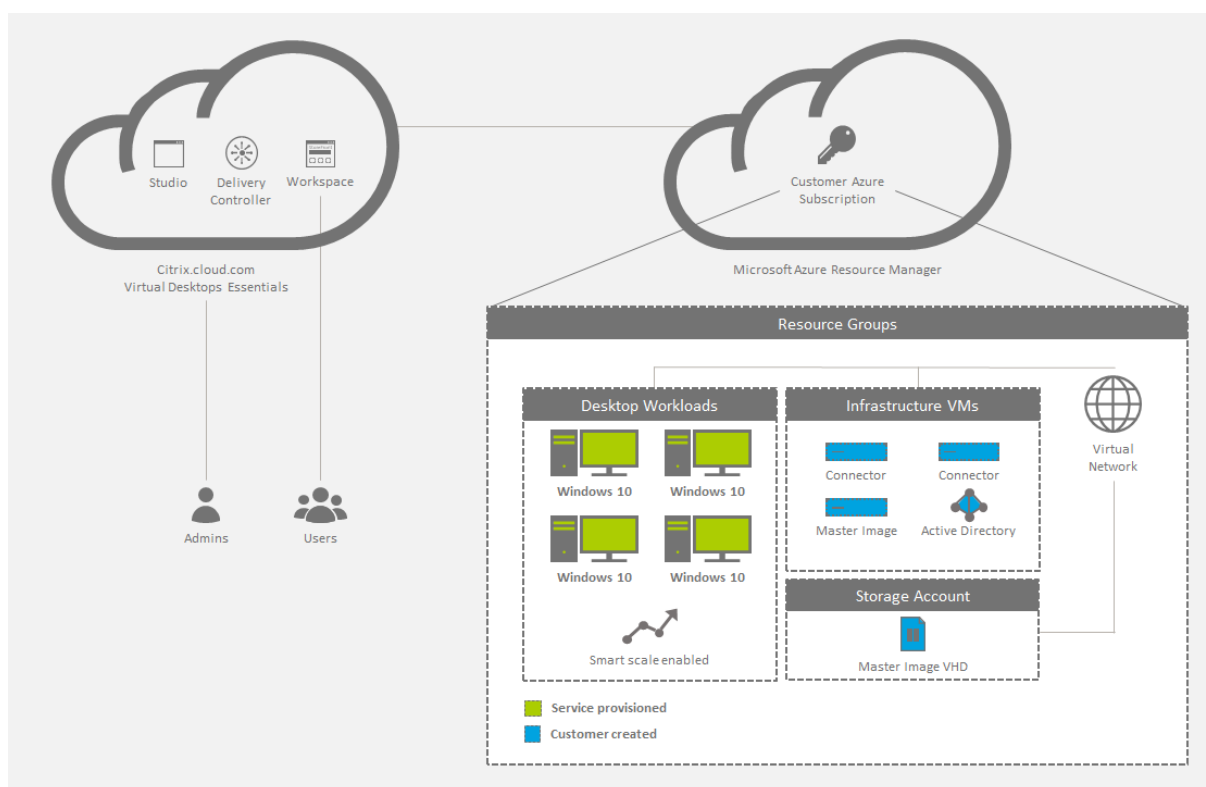 Studio
Delivery
Controller
Workspace
Citrix.cloud.com
Virtual Desktops Essentials
Customer Azure
Subscription
Microsoft Azure Resource Manager
Admins
Users
Resource Groups
Desktop Workloads
Windows 10
Windows 10
Windows 10
Windows 10
Smart scale enabled
Infrastructure VMs
Connector
Connector
Master Image
Active Directory
Storage Account
Master Image VHD
Virtual
Network
Service provisioned
Customer created